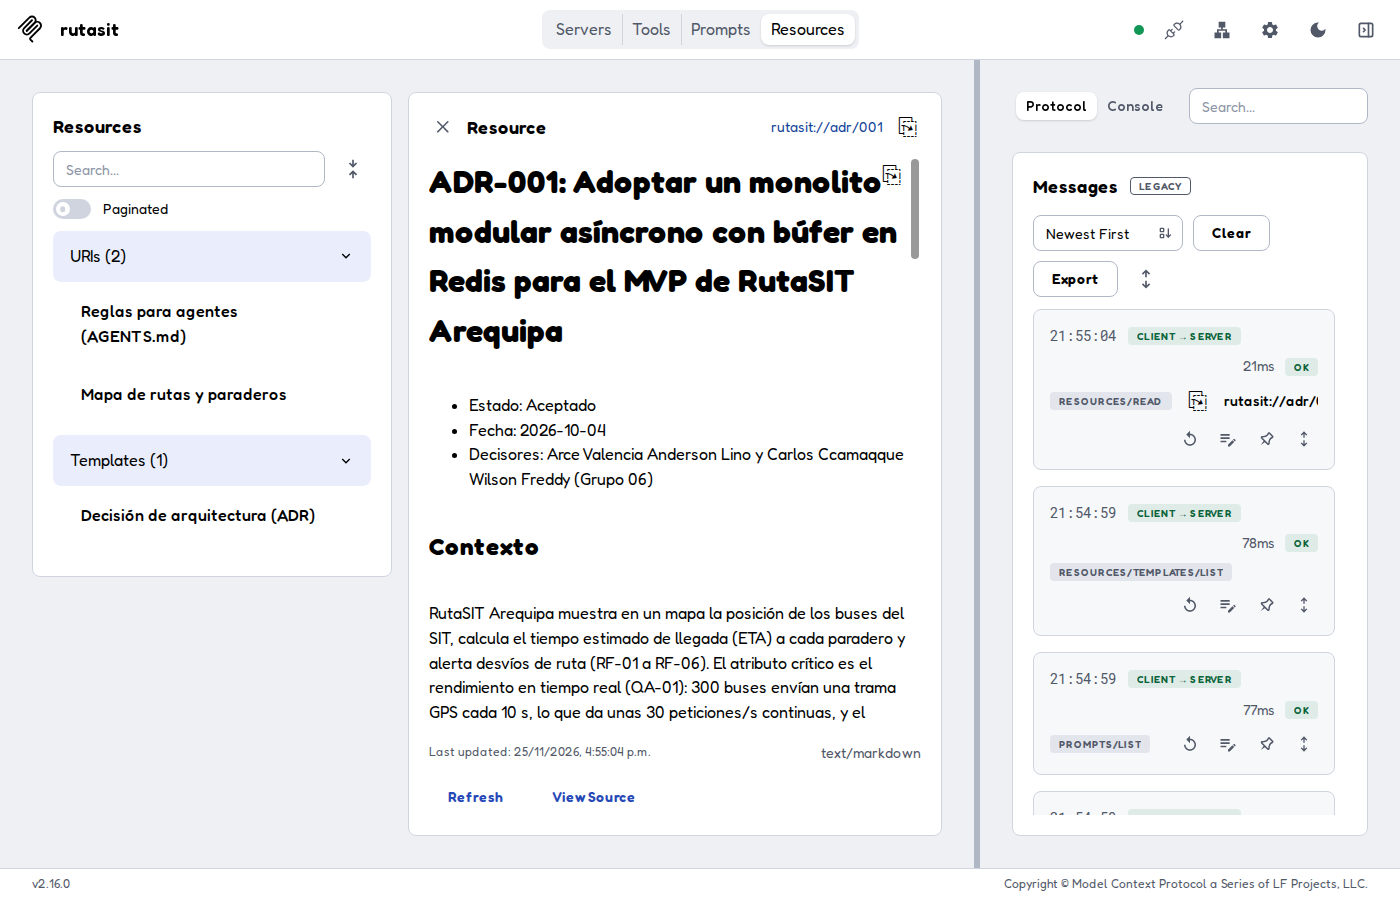 rutasit
Servers
Tools
Prompts
Resources
Resources
Search...
Paginated
URIs (2)
Reglas para agentes
(AGENTS.md)
Mapa de rutas y paraderos
Templates (1)
Decisión de arquitectura (ADR)
Resource
rutasit://adr/001
ADR-001: Adoptar un monolito
modular asíncrono con búfer en
Redis para el MVP de RutaSIT
Arequipa
Estado: Aceptado
Fecha: 2026-10-04
Decisores: Arce Valencia Anderson Lino y Carlos Ccamaqque
Wilson Freddy (Grupo 06)
Contexto
RutaSIT Arequipa muestra en un mapa la posición de los buses del
SIT, calcula el tiempo estimado de llegada (ETA) a cada paradero y
alerta desvíos de ruta (RF-01 a RF-06). El atributo crítico es el
rendimiento en tiempo real (QA-01): 300 buses envían una trama
GPS cada 10 s, lo que da unas 30 peticiones/s continuas, y el
Last updated: 25/11/2026, 4:55:04 p.m.
text/markdown
Refresh
View Source
Protocol
Console
Search...
Messages
LEGACY
Newest First
Clear
Export
21:55:04
CLIENT → SERVER
21ms
OK
RESOURCES/READ
rutasit://adr/
21:54:59
CLIENT → SERVER
78ms
OK
RESOURCES/TEMPLATES/LIST
21:54:59
CLIENT → SERVER
77ms
OK
PROMPTS/LIST
v2.16.0
Copyright © Model Context Protocol a Series of LF Projects, LLC.